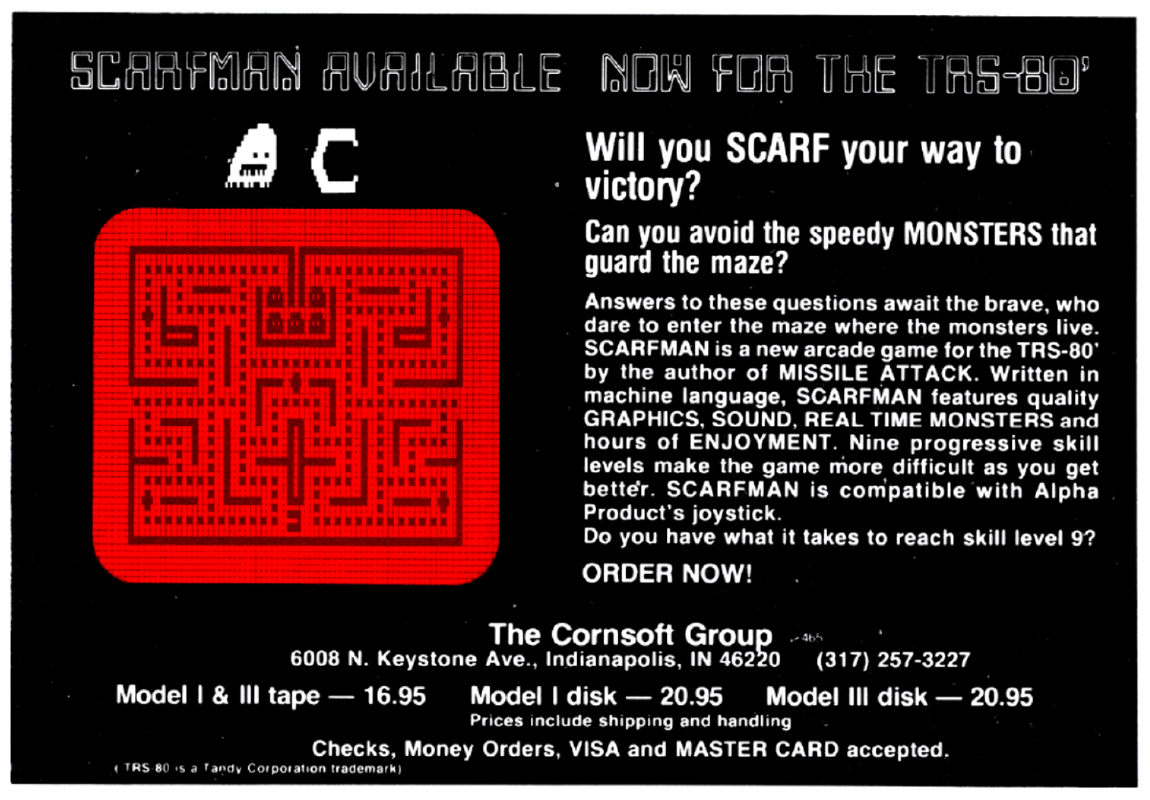 SCARFMAN AVAILABLE NOW FOR THE TRS-80'
Will you SCARF your way to
victory?
Can you avoid the speedy MONSTERS that
guard the maze?
Answers to these questions await the brave, who
dare to enter the maze where the monsters live.
SCARFMAN is a new arcade game for the TRS-80'
by the author of MISSILE ATTACK. Written in
machine language, SCARFMAN features quality
GRAPHICS, SOUND, REAL TIME MONSTERS and
hours of ENJOYMENT. Nine progressive skill
levels make the game more difficult as you get
better. SCARFMAN is compatible with Alpha
Product's joystick.
Do you have what it takes to reach skill level 9?
ORDER NOW!
The Cornsoft Group 465
6008 N. Keystone Ave., Indianapolis, IN 46220 (317) 257-3227
Model I & III tape — 16.95 Model I disk — 20.95 Model III disk — 20.95
Prices include shipping and handling
Checks, Money Orders, VISA and MASTER CARD accepted.
( TRS-80 is a Tandy Corporation trademark)